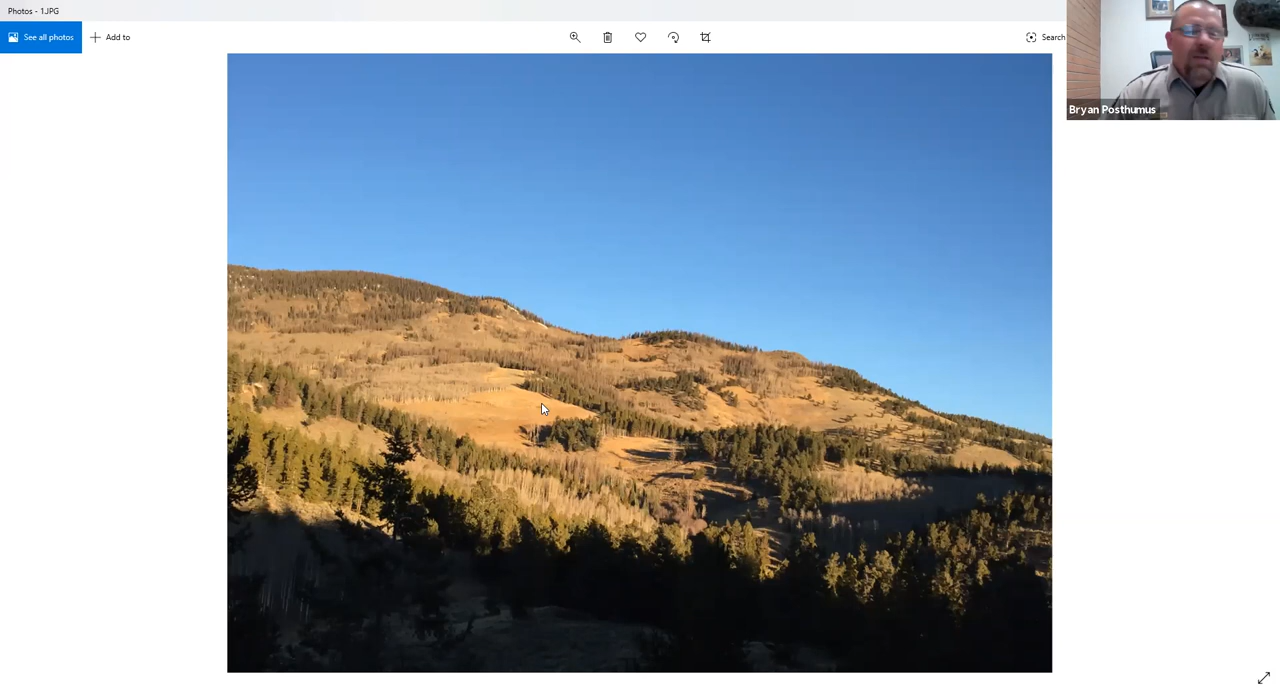 Photos - 1.JPG
See all photos
Add to
Search
Bryan Posthumus